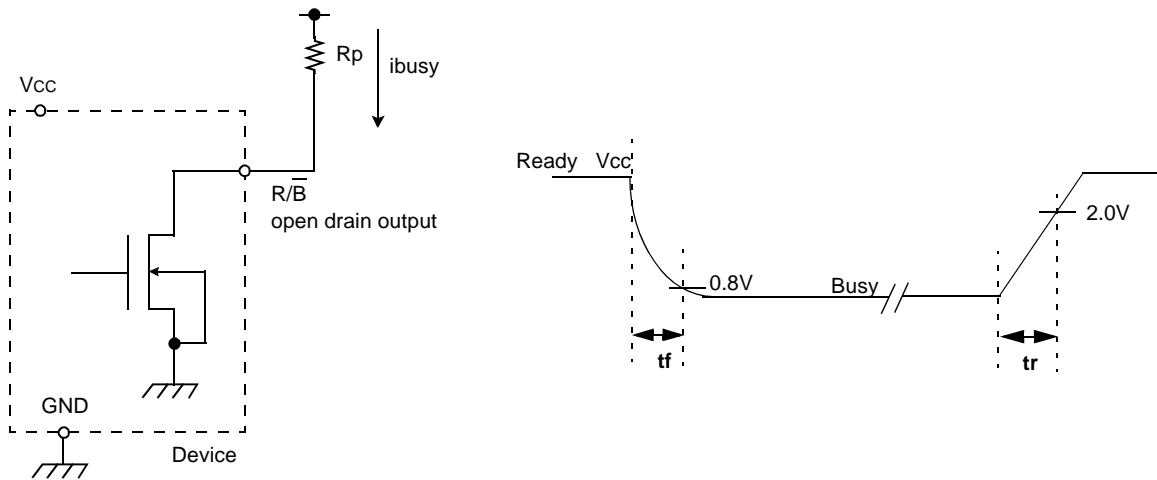 Rp
ibusy
VCC
R/B̅
open drain output
GND
Device
Ready Vcc
2.0V
0.8V
Busy
tf
tr